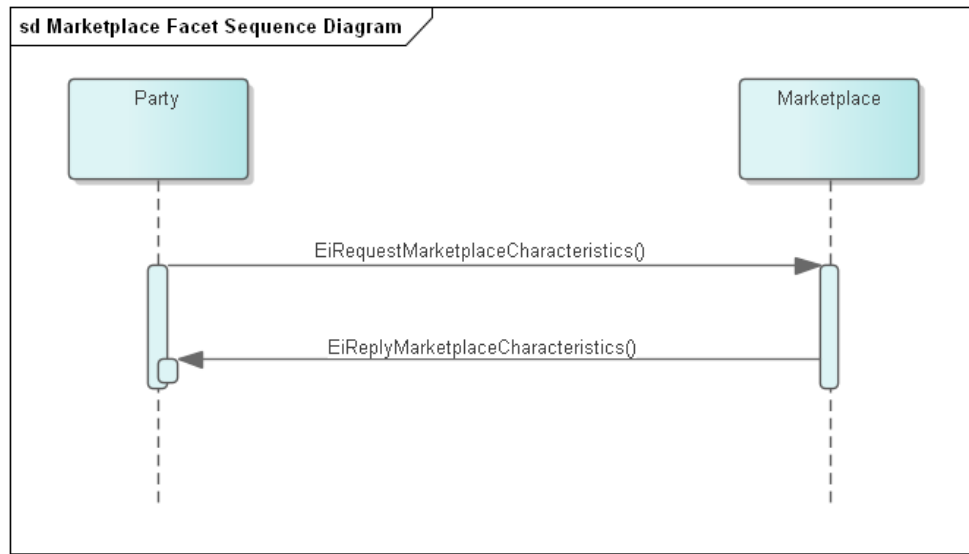 sd Marketplace Facet Sequence Diagram
Party
Marketplace
EiRequestMarketplaceCharacteristics()
EiReplyMarketplaceCharacteristics()